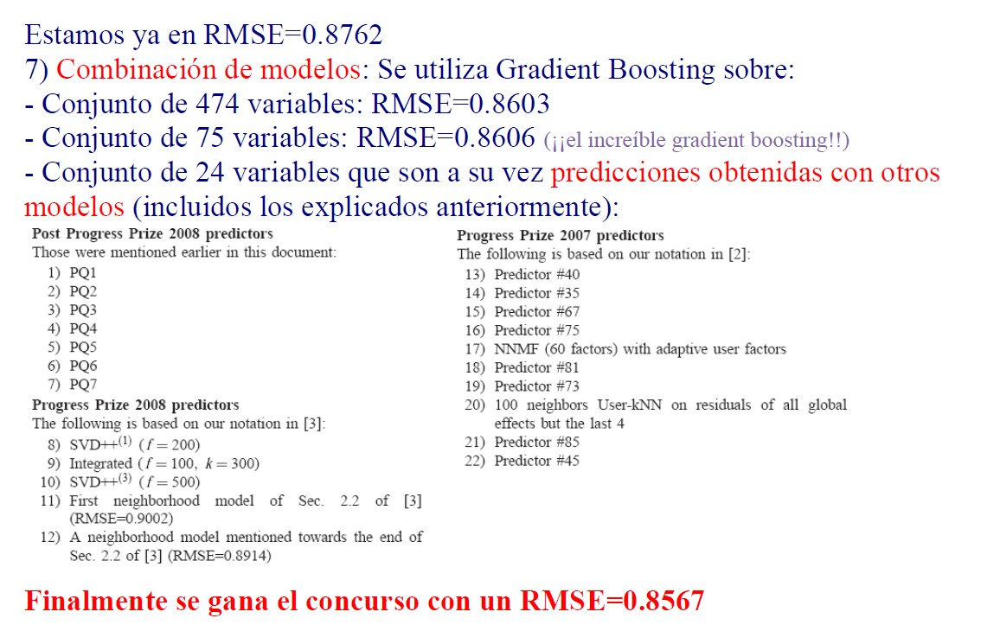 Estamos ya en RMSE=0.8762
7) Combinación de modelos: Se utiliza Gradient Boosting sobre:
- Conjunto de 474 variables: RMSE=0.8603
- Conjunto de 75 variables: RMSE=0.8606 (¡¡el increíble gradient boosting!!)
- Conjunto de 24 variables que son a su vez predicciones obtenidas con otros
modelos (incluidos los explicados anteriormente):
Post Progress Prize 2008 predictors
Those were mentioned earlier in this document:
1) PQ1
2) PQ2
3) PQ3
4) PQ4
5) PQ5
6) PQ6
7) PQ7
Progress Prize 2008 predictors
The following is based on our notation in [3]:
8) SVD++(1) (f = 200)
9) Integrated (f = 100, k = 300)
10) SVD++(3) (f = 500)
11) First neighborhood model of Sec. 2.2 of [3]
(RMSE=0.9002)
12) A neighborhood model mentioned towards the end of
Sec. 2.2 of [3] (RMSE=0.8914)
Progress Prize 2007 predictors
The following is based on our notation in [2]:
13) Predictor #40
14) Predictor #35
15) Predictor #67
16) Predictor #75
17) NNMF (60 factors) with adaptive user factors
18) Predictor #81
19) Predictor #73
20) 100 neighbors User-kNN on residuals of all global
effects but the last 4
21) Predictor #85
22) Predictor #45
Finalmente se gana el concurso con un RMSE=0.8567